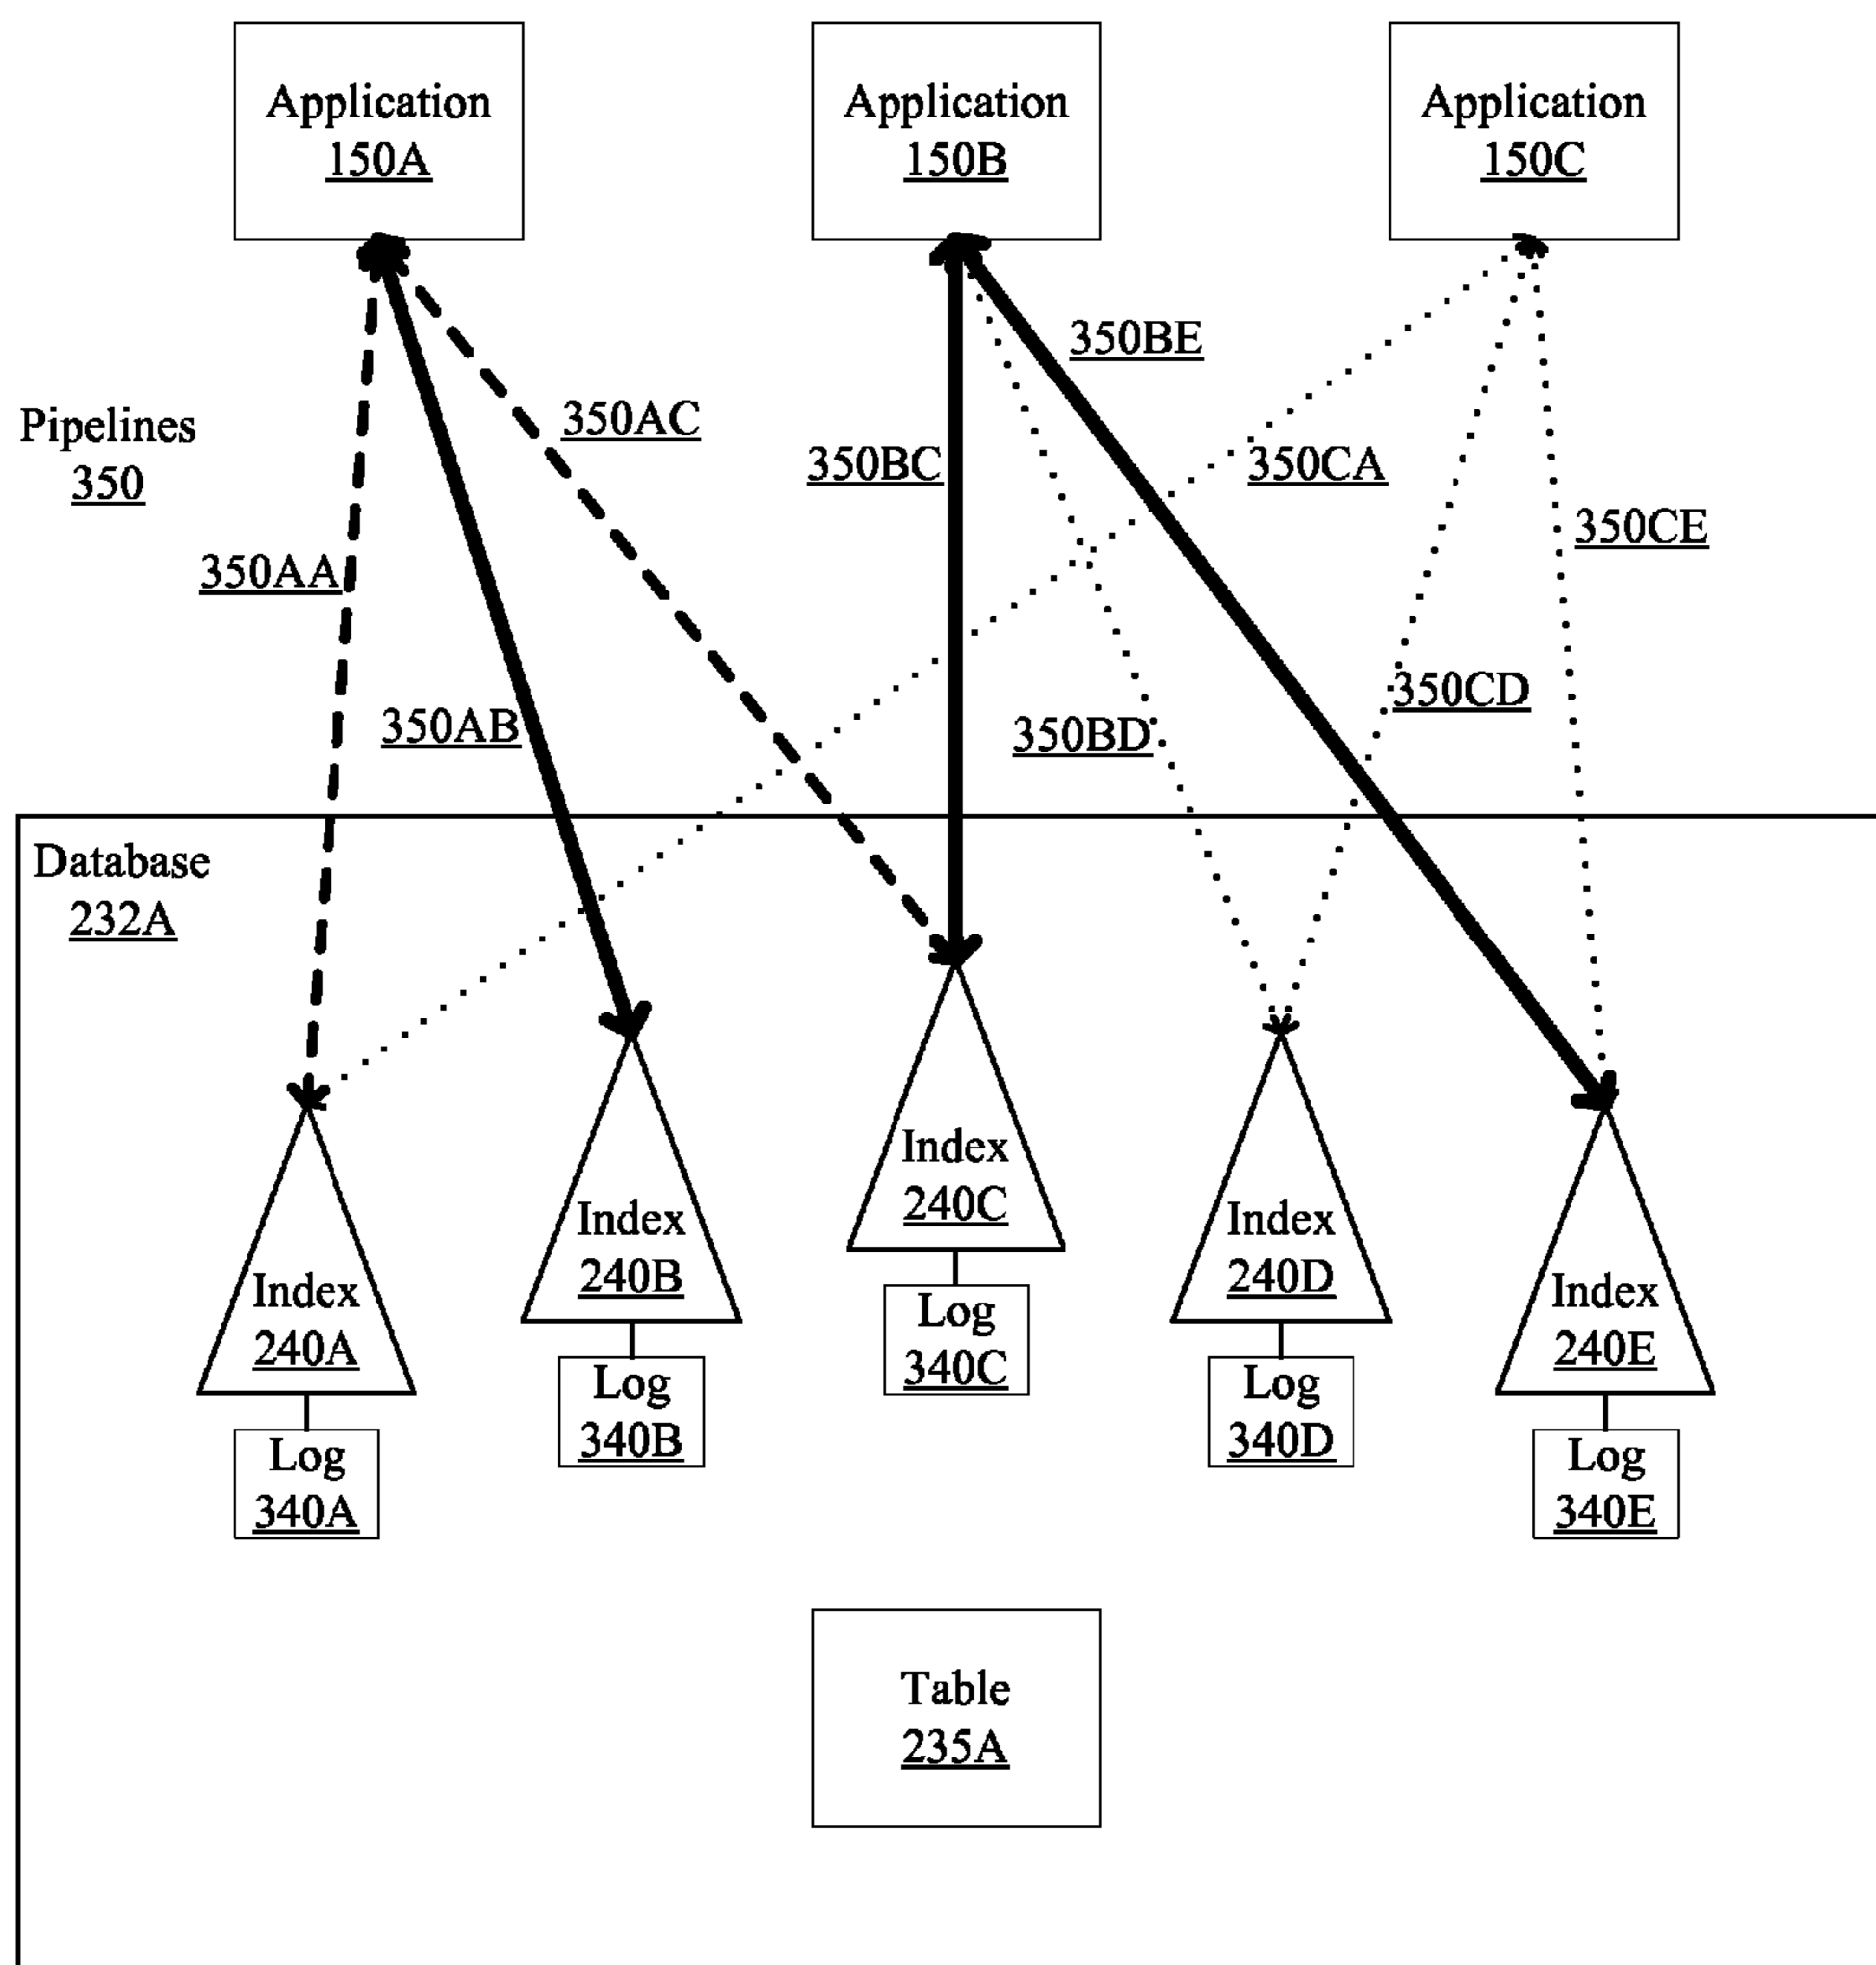 Application
150A
Application
150B
Application
150C
350BE
350AC
Pipelines
350
350BC
350CA
350CE
350AA
350CD
350AB
350BD
Database
232A
Index
240C
Index
240B
Index
240D
Index
240A
Index
240E
Log
340C
Log
340B
Log
340D
Log
340A
Log
340E
Table
235A